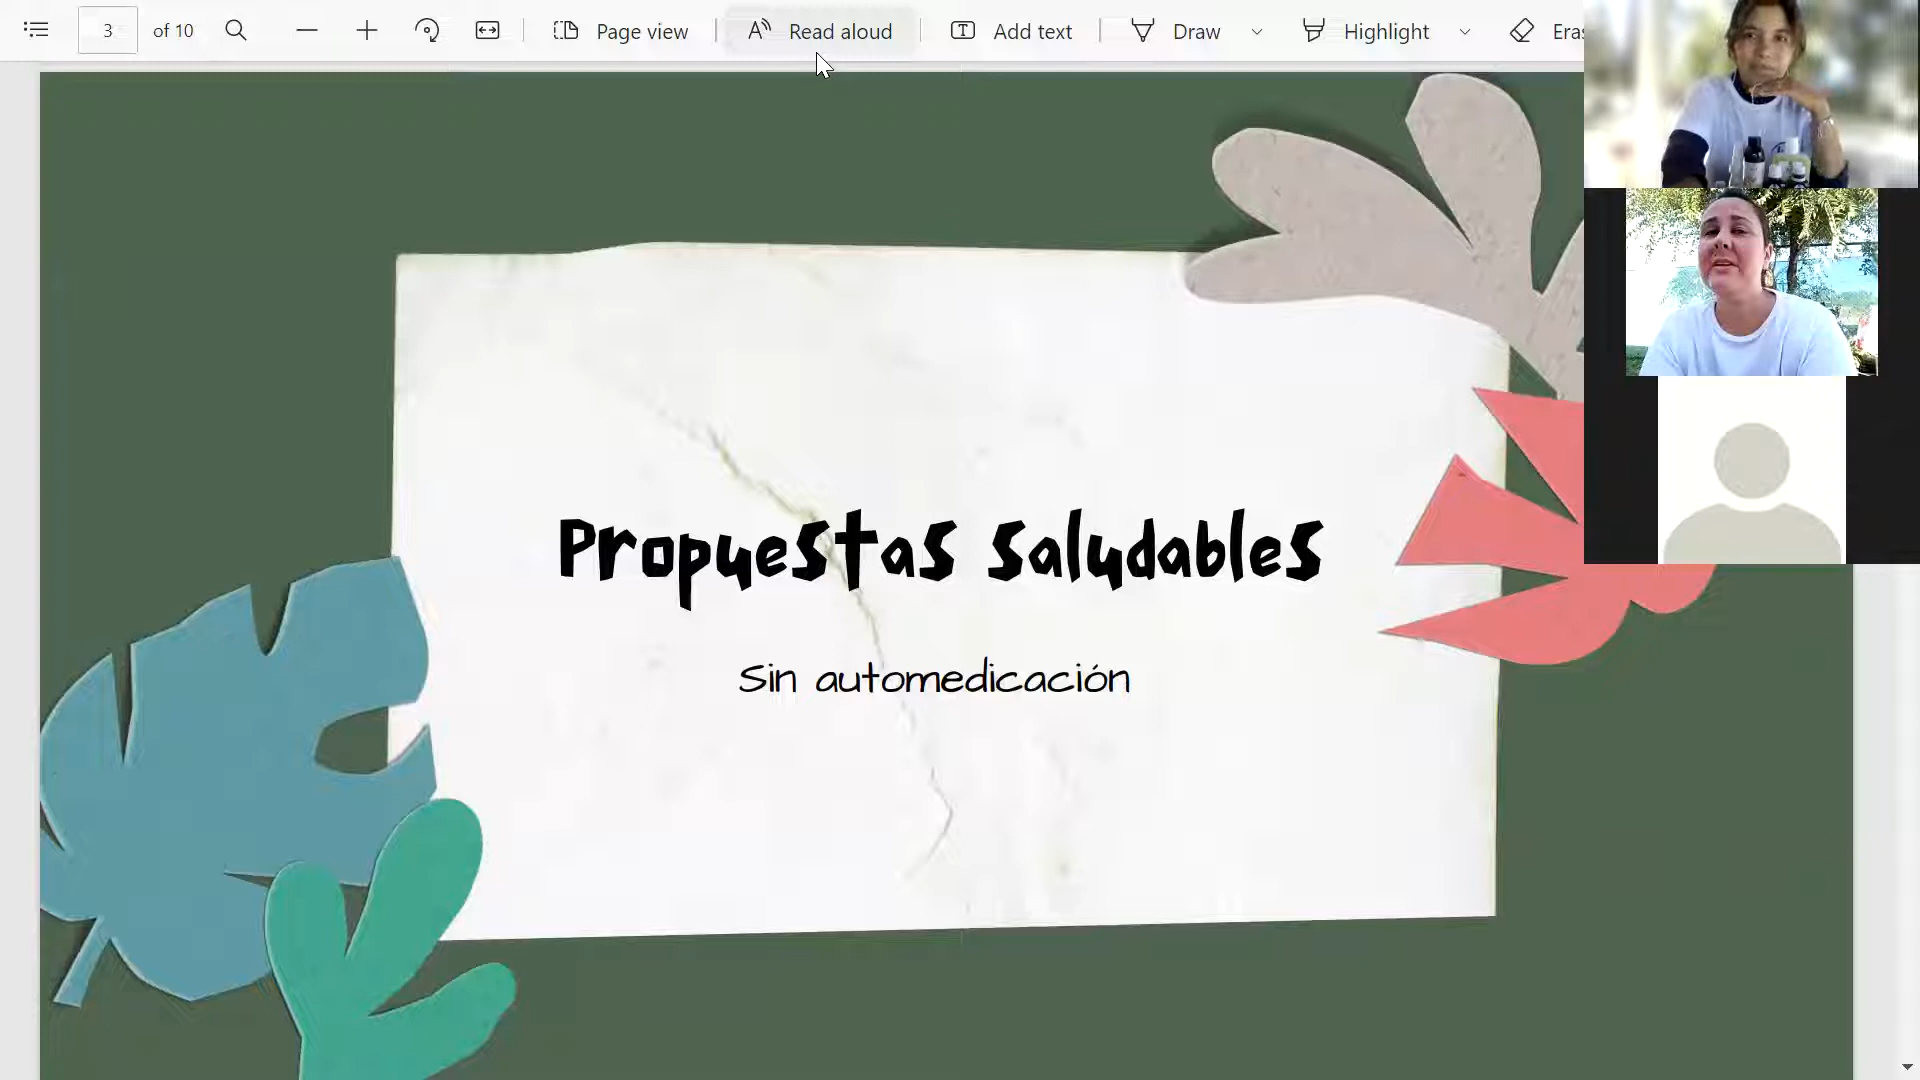 3 of 10 Page view Read aloud Add text Draw Highlight
Propuestas saludables
Sin automedicación